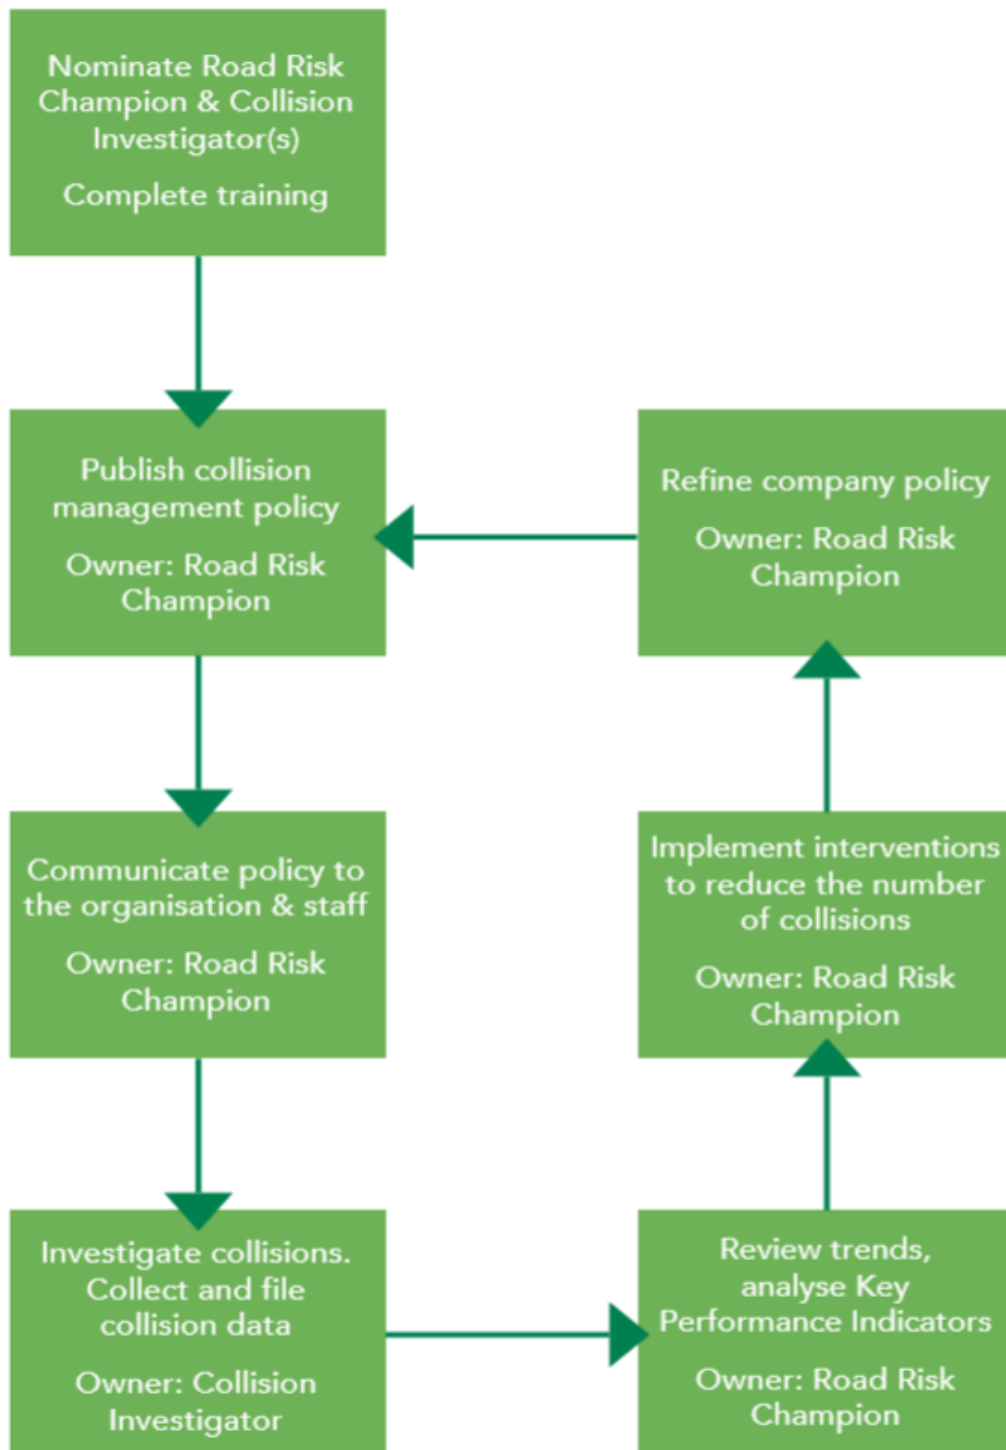 Nominate Road Risk
Champion & Collision
Investigator(s)
Complete training
Publish collision
management policy
Owner: Road Risk
Champion
Communicate policy to
the organisation & staff
Owner: Road Risk
Champion
Investigate collisions.
Collect and file
collision data
Owner: Collision
Investigator
Review trends,
analyse Key
Performance Indicators
Owner: Road Risk
Champion
Implement interventions
to reduce the number
of collisions
Owner: Road Risk
Champion
Refine company policy
Owner: Road Risk
Champion